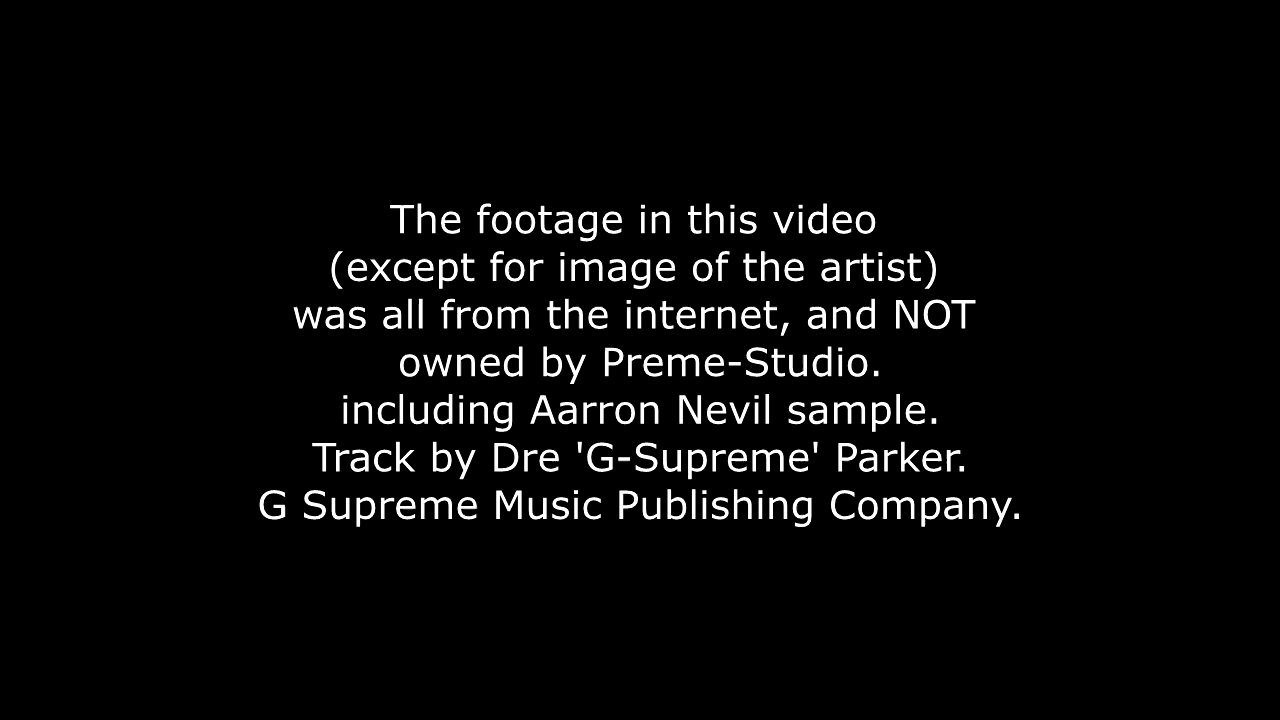 The footage in this video
(except for image of the artist)
was all from the internet, and NOT
owned by Preme-Studio.
including Aarron Nevil sample.
Track by Dre 'G-Supreme' Parker.
G Supreme Music Publishing Company.